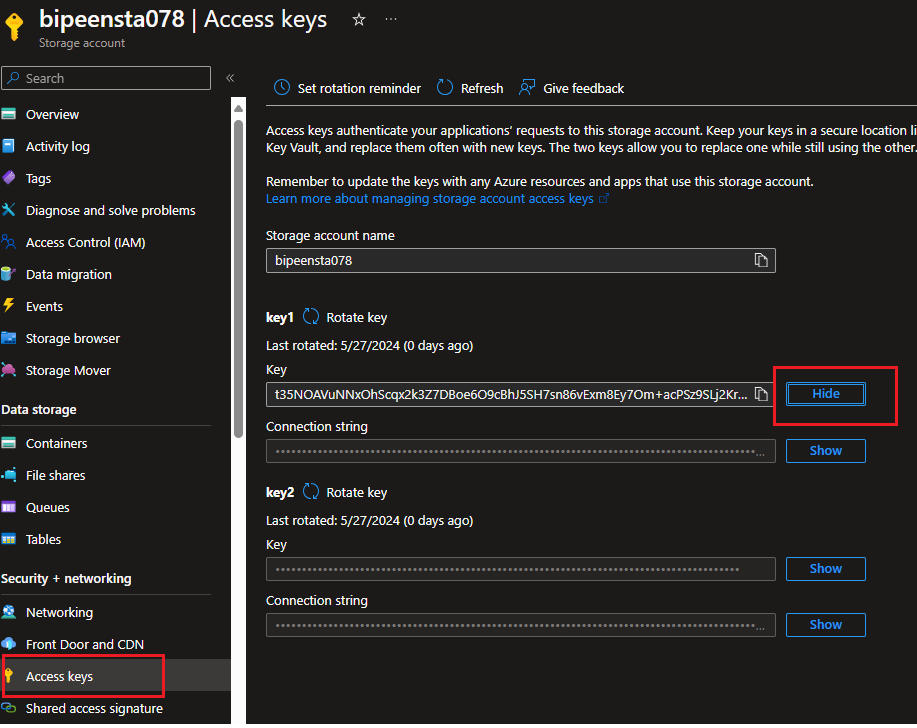 bipeensta078 | Access keys
Storage account
Search
Overview
Activity log
Tags
Diagnose and solve problems
Access Control (IAM)
Data migration
Events
Storage browser
Storage Mover
Data storage
Containers
File shares
Queues
Tables
Security + networking
Networking
Front Door and CDN
Access keys
Shared access signature
Set rotation reminder
Refresh
Give feedback
Access keys authenticate your applications' requests to this storage account. Keep your keys in a secure location li
Key Vault, and replace them often with new keys. The two keys allow you to replace one while still using the other.
Remember to update the keys with any Azure resources and apps that use this storage account.
Learn more about managing storage account access keys
Storage account name
bipeensta078
key1 Rotate key
Last rotated: 5/27/2024 (0 days ago)
Key
t35NOAVuNNxOhScqx2k3Z7DBoe6O9cBhJ5SH7sn86vExm8Ey7Om+acPSz9SLj2Kr... Hide
Connection string
Show
key2 Rotate key
Last rotated: 5/27/2024 (0 days ago)
Key
Show
Connection string
Show